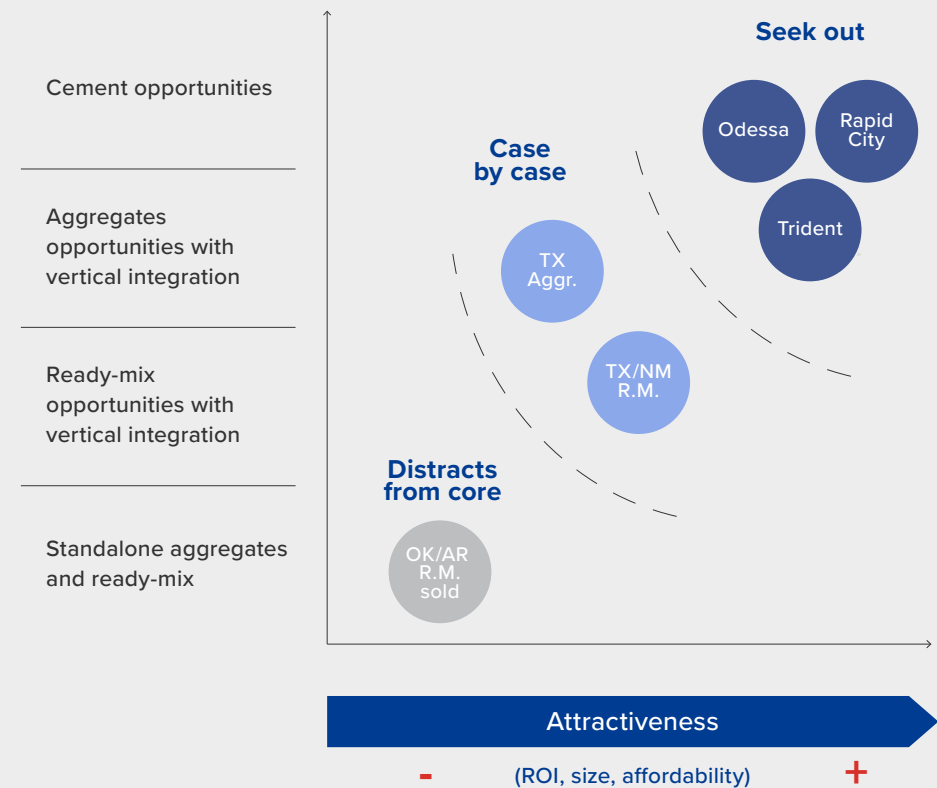 Seek out
Cement opportunities
Odessa
Rapid
City
Case
by case
Trident
Aggregates
opportunities with
vertical integration
TX
Aggr.
Ready-mix
opportunities with
vertical integration
TX/NM
R.M.
Distracts
from core
Standalone aggregates
and ready-mix
OK/AR
R.M.
sold
Attractiveness
- (ROI, size, affordability) +